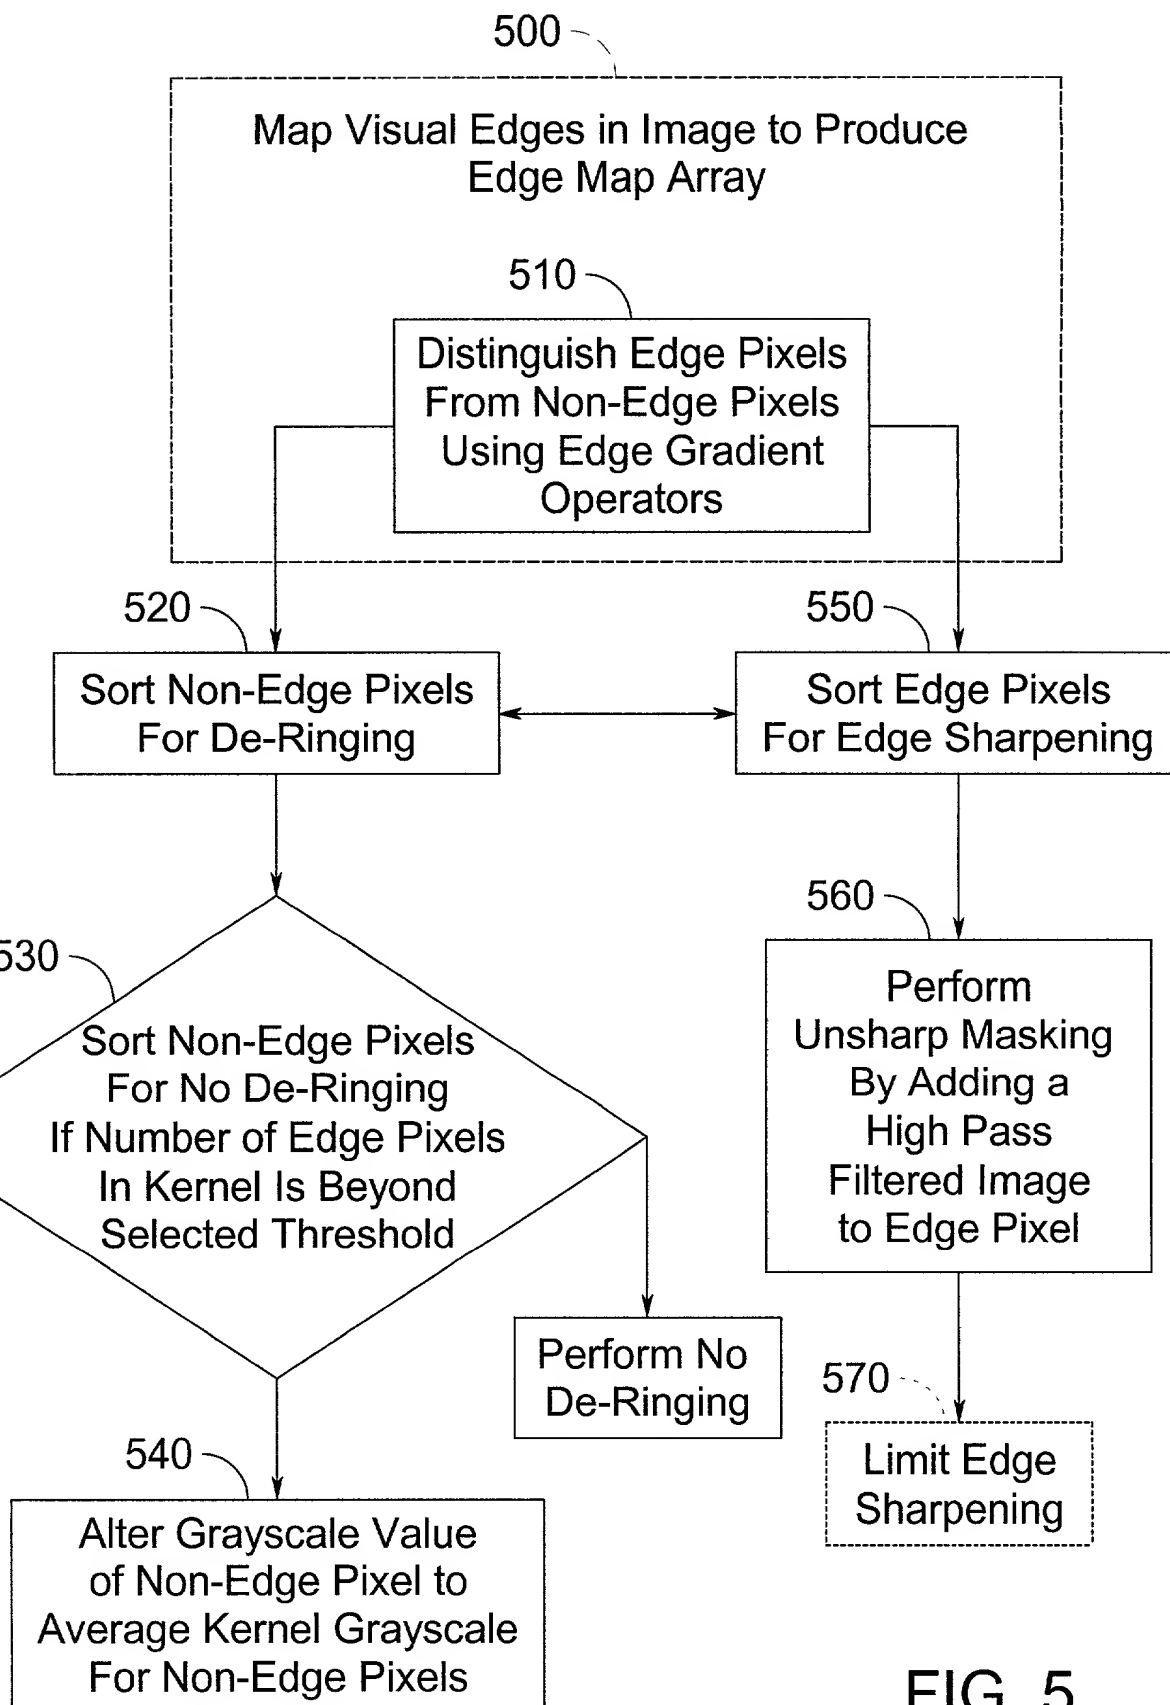 500
Map Visual Edges in Image to Produce
Edge Map Array
510
Distinguish Edge Pixels
From Non-Edge Pixels
Using Edge Gradient
Operators
520
Sort Non-Edge Pixels
For De-Ringing
550
Sort Edge Pixels
For Edge Sharpening
530
Sort Non-Edge Pixels
For No De-Ringing
If Number of Edge Pixels
In Kernel Is Beyond
Selected Threshold
560
Perform
Unsharp Masking
By Adding a
High Pass
Filtered Image
to Edge Pixel
Perform No
De-Ringing
570
Limit Edge
Sharpening
540
Alter Grayscale Value
of Non-Edge Pixel to
Average Kernel Grayscale
For Non-Edge Pixels
FIG. 5